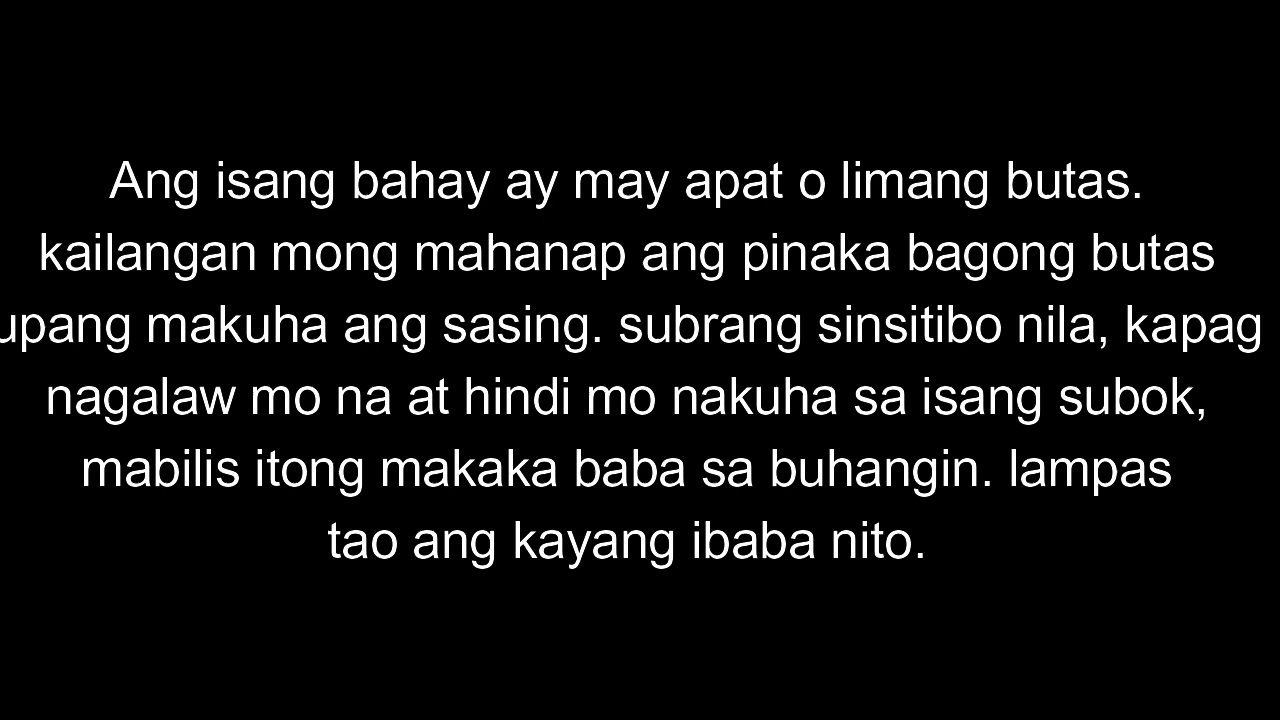 Ang isang bahay ay may apat o limang butas.
kailangan mong mahanap ang pinaka bagong butas
upang makuha ang sasing. subrang sinsitibo nila, kapag
nagalaw mo na at hindi mo nakuha sa isang subok,
mabilis itong makaka baba sa buhangin. lampas
tao ang kayang ibaba nito.